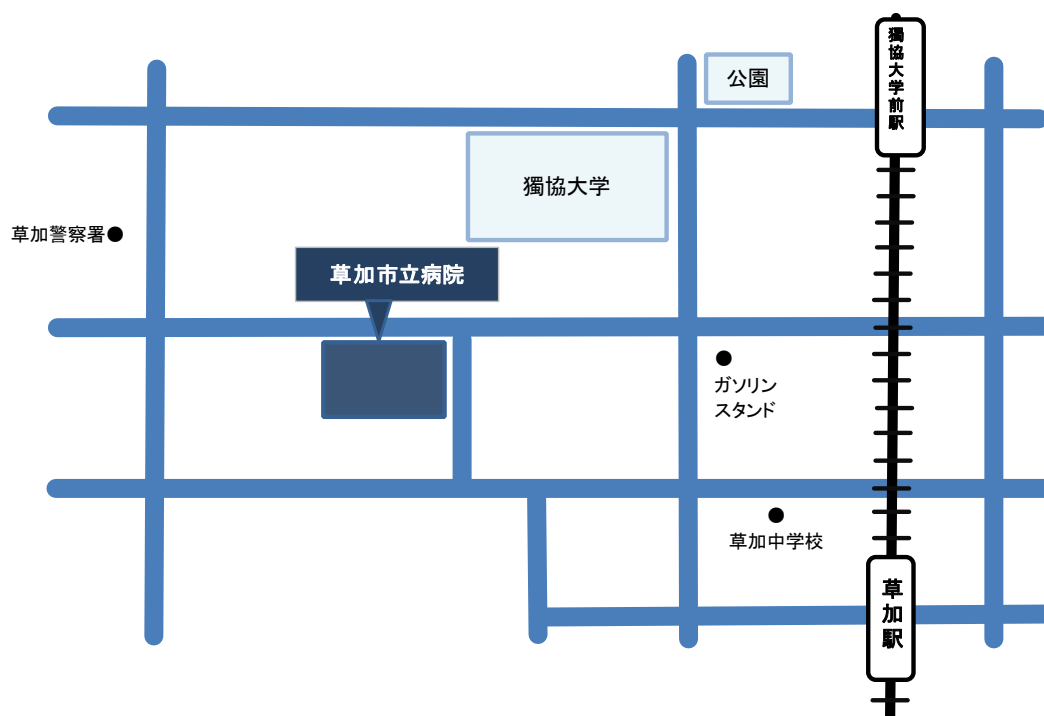 獨協大学前駅
公園
獨協大学
草加警察署
草加市立病院
ガソリン
スタンド
草加中学校
草加駅